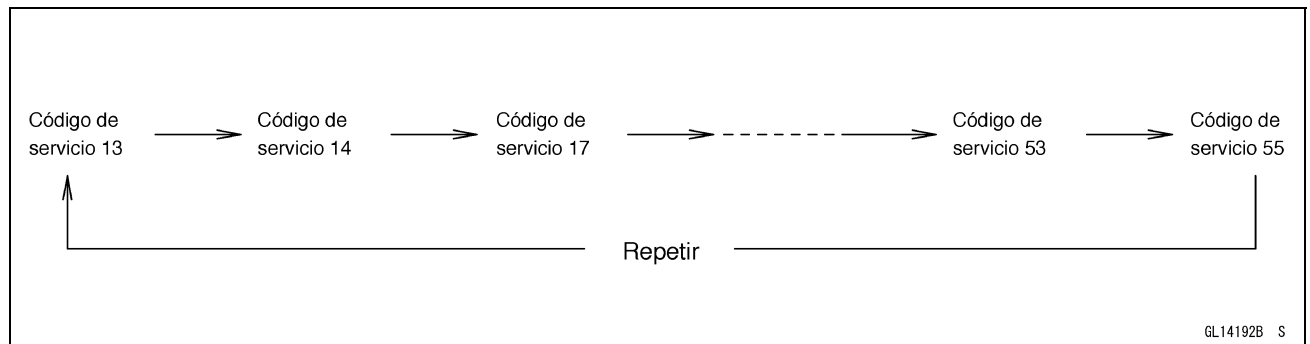 Código de
servicio 13
Código de
servicio 14
Código de
servicio 17
Código de
servicio 53
Código de
servicio 55
Repetir
GL14192B S